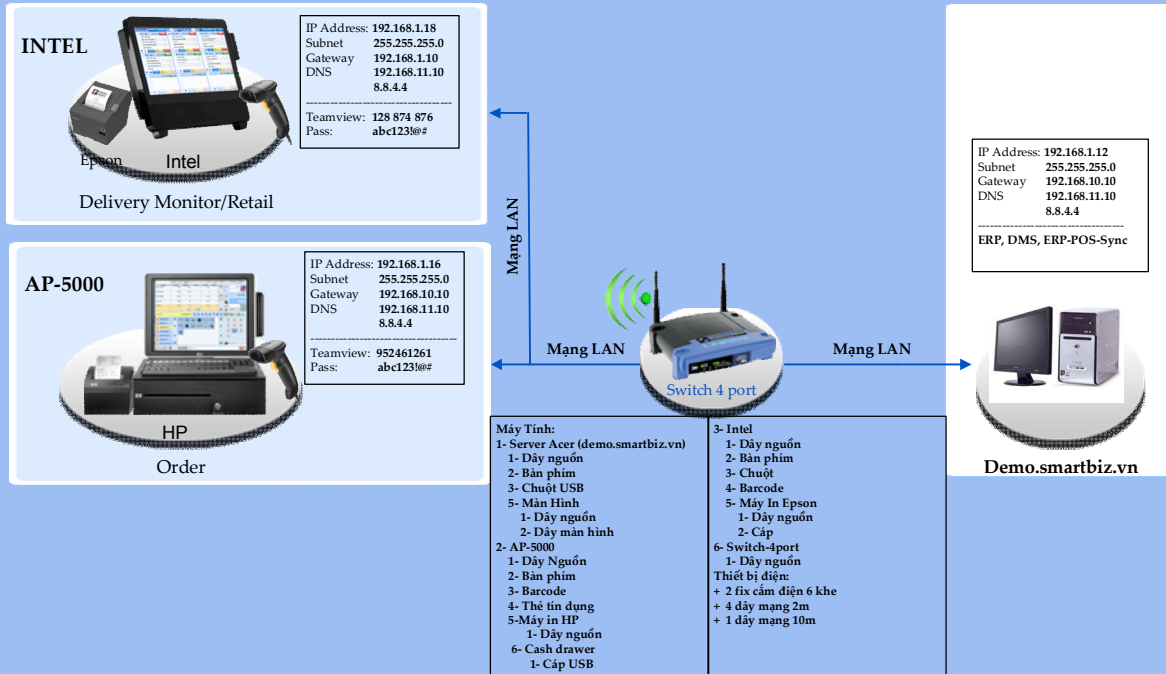 INTEL
IP Address: 192.168.1.18
Subnet 255.255.255.0
Gateway 192.168.1.10
DNS 192.168.11.10
8.8.4.4
-------------------------------------
Teamview: 128 874 876
Pass: abc123!@#
Epson
Intel
Delivery Monitor/Retail
AP-5000
IP Address: 192.168.1.16
Subnet 255.255.255.0
Gateway 192.168.10.10
DNS 192.168.11.10
8.8.4.4
-------------------------------------
Teamview: 952461261
Pass: abc123!@#
HP
Order
Mạng LAN
Mạng LAN
Mạng LAN
Switch 4 port
IP Address: 192.168.1.12
Subnet 255.255.255.0
Gateway 192.168.10.10
DNS 192.168.11.10
8.8.4.4
-------------------------------------
ERP, DMS, ERP-POS-Sync
Demo.smartbiz.vn
Máy Tính:
1- Server Acer (demo.smartbiz.vn)
1- Dây nguồn
2- Bàn phím
3- Chuột USB
5- Màn Hình
1- Dây nguồn
2- Dây màn hình
2- AP-5000
1- Dây Nguồn
2- Bàn phím
3- Barcode
4- Thẻ tín dụng
5-Máy in HP
1- Dây nguồn
6- Cash drawer
1- Cáp USB
3- Intel
1- Dây nguồn
2- Bàn phím
3- Chuột
4- Barcode
5- Máy In Epson
1- Dây nguồn
2- Cáp
6- Switch-4port
1- Dây nguồn
Thiết bị điện:
+ 2 fix cắm điện 6 khe
+ 4 dây mạng 2m
+ 1 dây mạng 10m